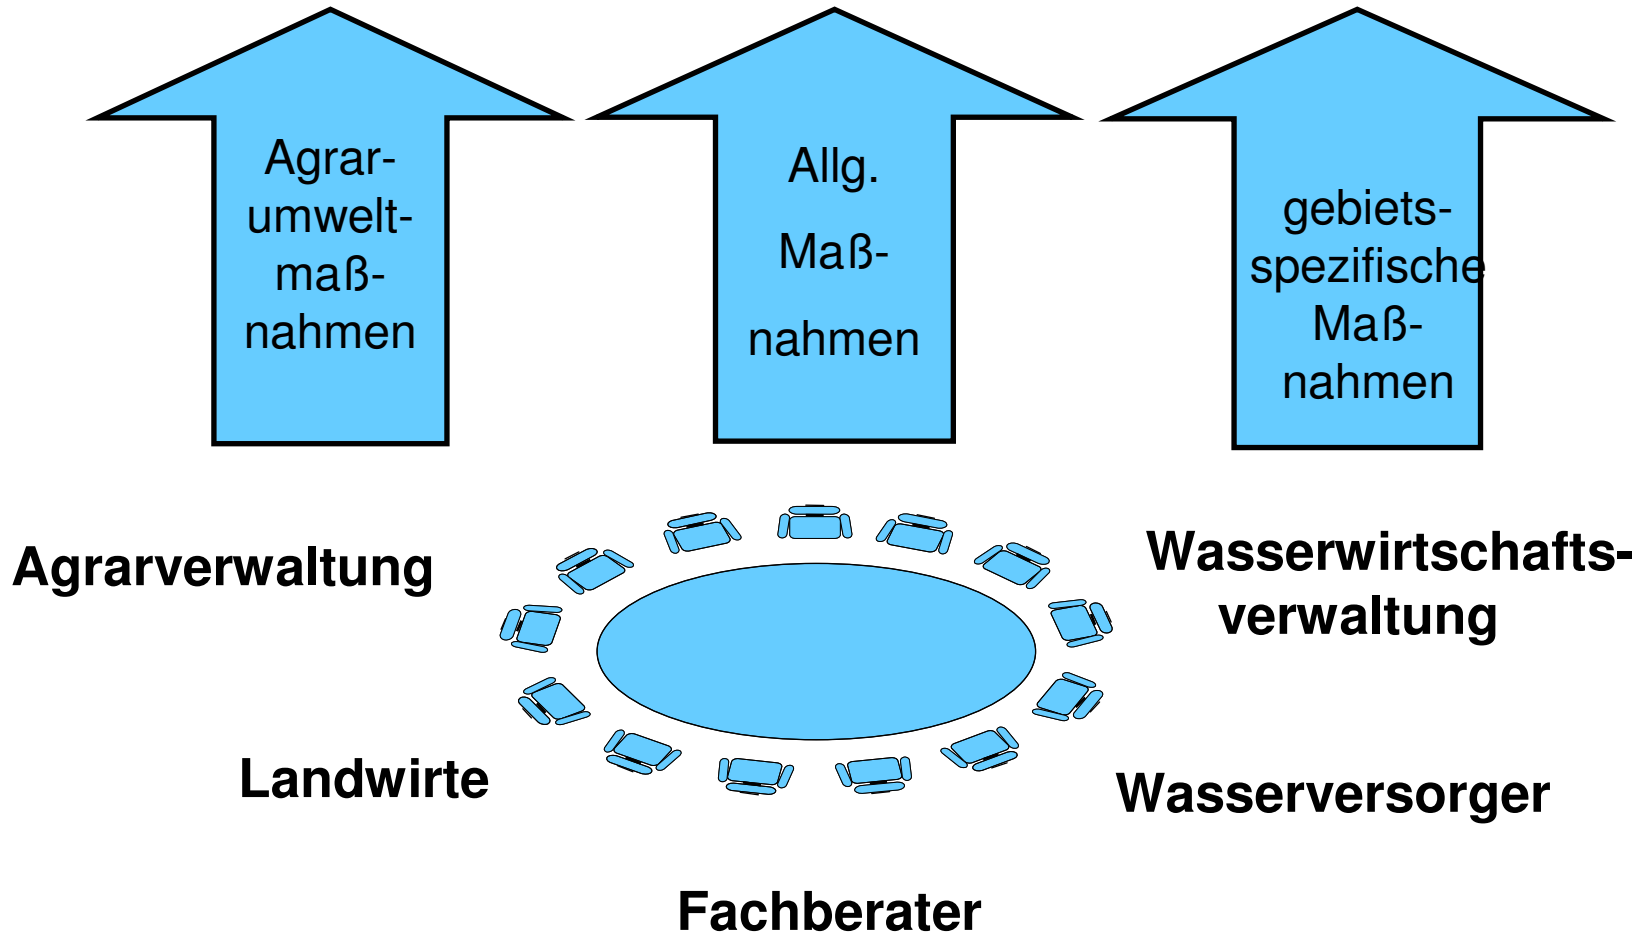 Agrar-
umwelt-
maß-
nahmen
Allg.
Maß-
nahmen
gebiets-
spezifische
Maß-
nahmen
Agrarverwaltung
Wasserwirtschafts-
verwaltung
Landwirte
Wasserversorger
Fachberater